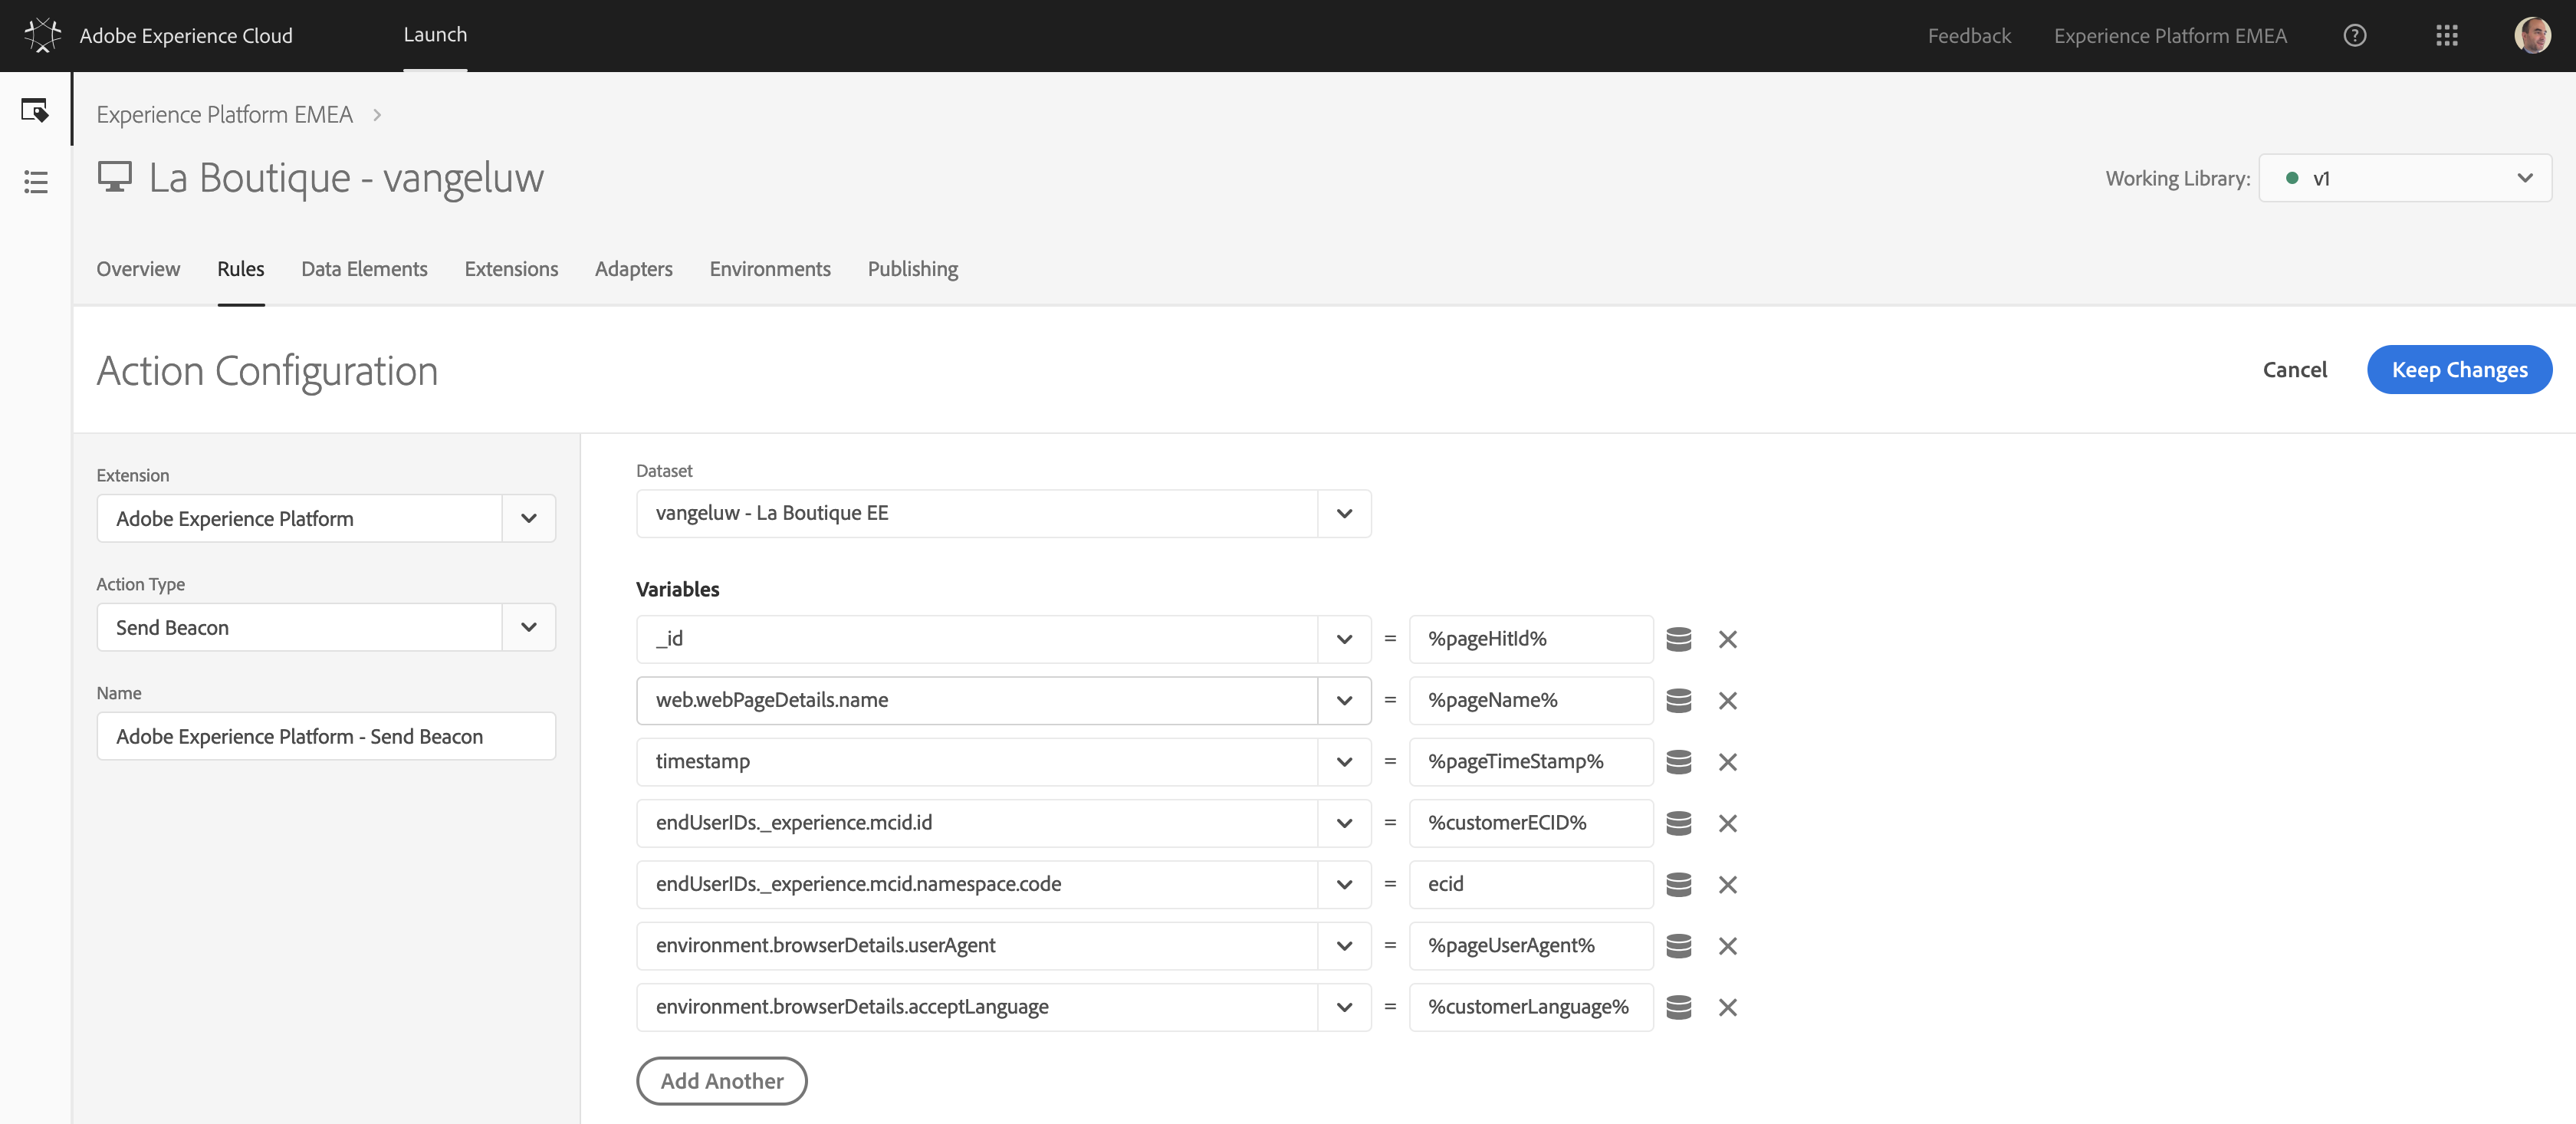 Adobe Experience Cloud
Launch
Feedback
Experience Platform EMEA
Experience Platform EMEA
La Boutique - vangeluw
Working Library:
v1
Overview
Rules
Data Elements
Extensions
Adapters
Environments
Publishing
Action Configuration
Cancel
Keep Changes
Extension
Adobe Experience Platform
Action Type
Send Beacon
Name
Adobe Experience Platform - Send Beacon
Dataset
vangeluw - La Boutique EE
Variables
_id = %pageHitId%
web.webPageDetails.name = %pageName%
timestamp = %pageTimeStamp%
endUserIDs._experience.mcid.id = %customerECID%
endUserIDs._experience.mcid.namespace.code = ecid
environment.browserDetails.userAgent = %pageUserAgent%
environment.browserDetails.acceptLanguage = %customerLanguage%
Add Another